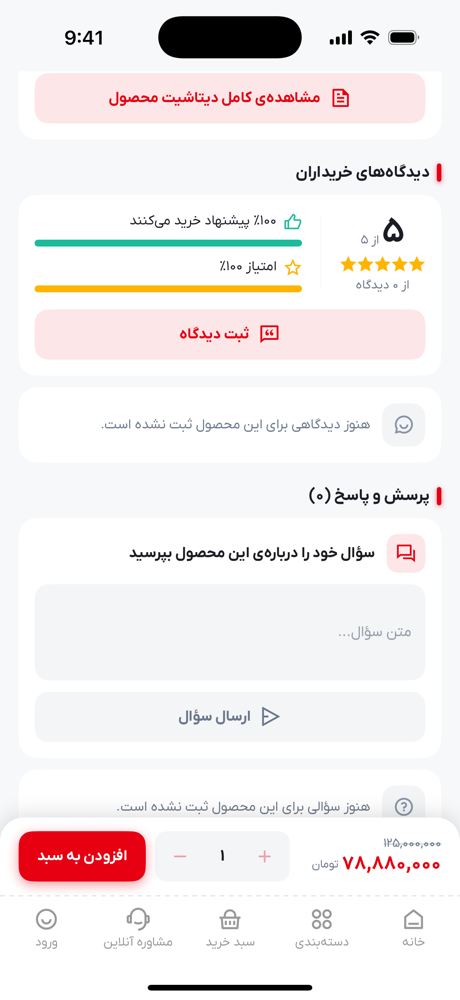 9:41
مشاهده‌ی کامل دیتاشیت محصول
دیدگاه‌های خریداران
۵ از ۵
از ۰ دیدگاه
۱۰۰٪ پیشنهاد خرید می‌کنند
امتیاز ۱۰۰٪
ثبت دیدگاه
هنوز دیدگاهی برای این محصول ثبت نشده است.
پرسش و پاسخ (۰)
سؤال خود را درباره‌ی این محصول بپرسید
متن سؤال...
ارسال سؤال
هنوز سؤالی برای این محصول ثبت نشده است.
۱۲۵,۰۰۰,۰۰۰
۷۸,۸۸۰,۰۰۰ تومان
+ ۱ −
افزودن به سبد
خانه
دسته‌بندی
سبد خرید
مشاوره آنلاین
ورود